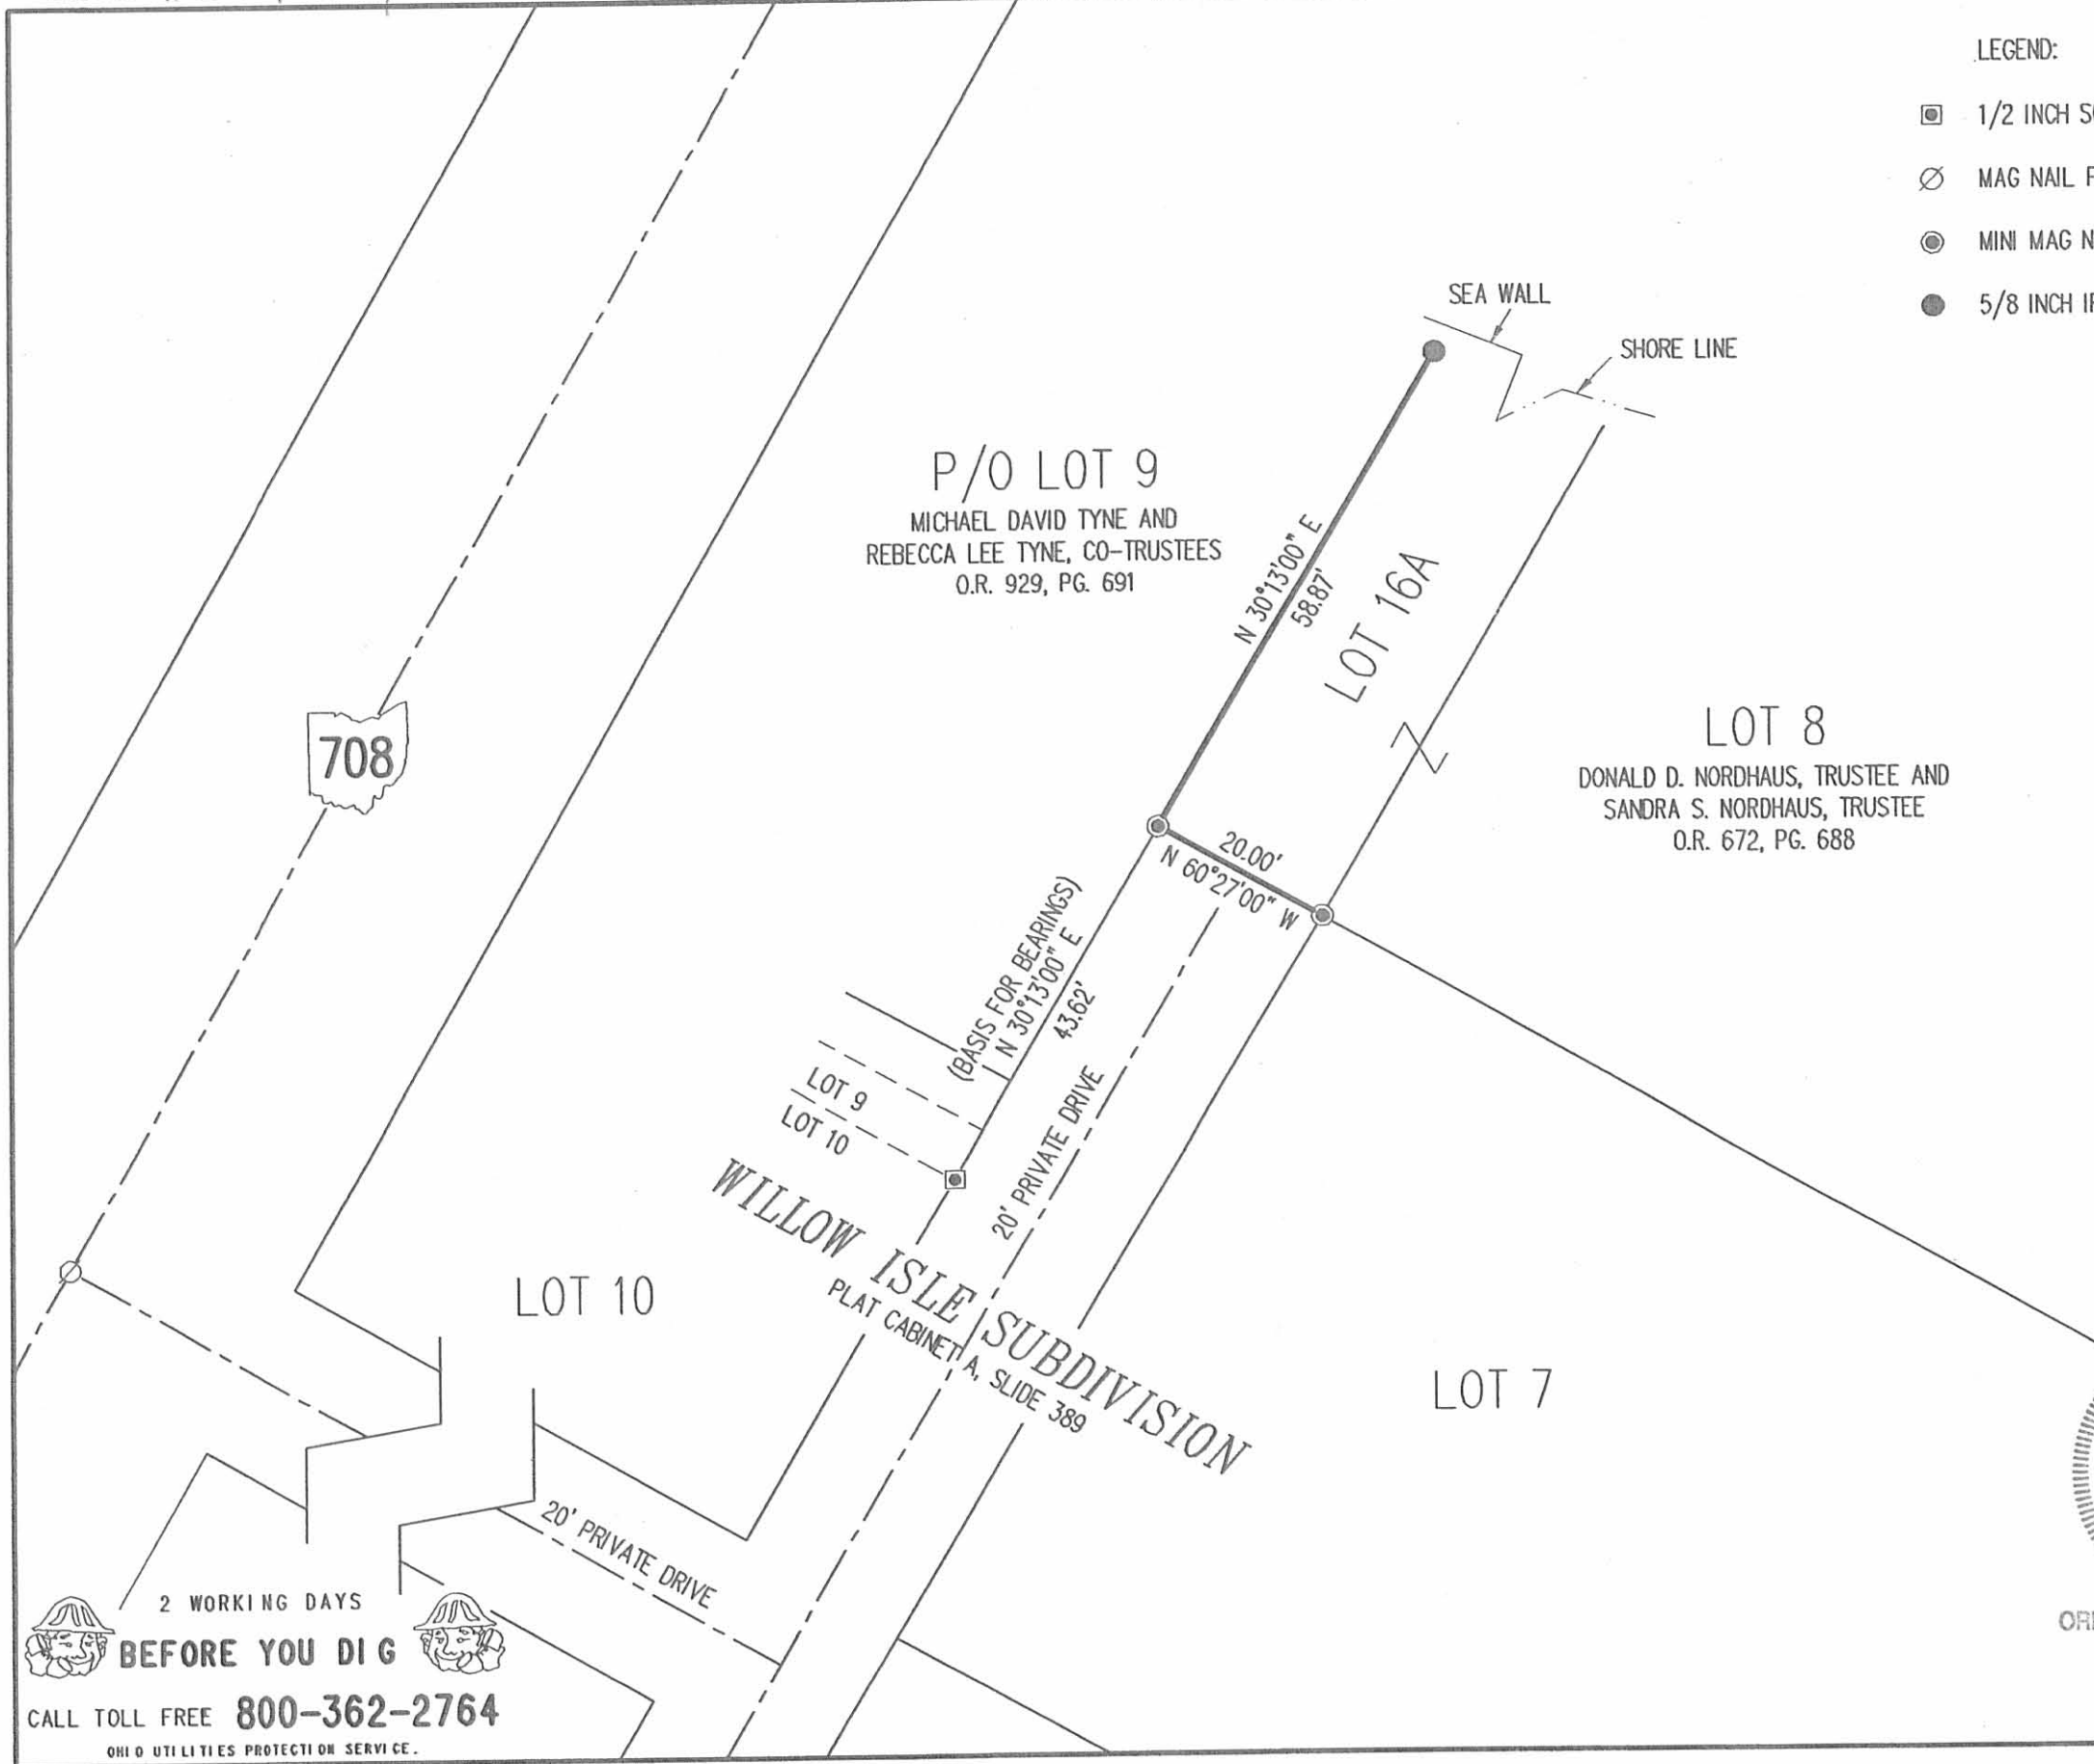 LEGEND:
1/2 INCH
MAG NAIL
MINI MAG
5/8 INCH
SEA WALL
SHORE LINE
P/O LOT 9
MICHAEL DAVID TYNE AND
REBECCA LEE TYNE, CO-TRUSTEES
O.R. 929, PG. 691
N 30°13'00" E
58.87'
LOT 16A
708
LOT 8
DONALD D. NORDHAUS, TRUSTEE AND
SANDRA S. NORDHAUS, TRUSTEE
O.R. 672, PG. 688
20.00'
N 60°27'00" W
(BASIS FOR BEARINGS)
N 30°13'00" E
43.62'
LOT 9
LOT 10
20' PRIVATE DRIVE
WILLOW ISLE SUBDIVISION
PLAT CABINET A, SLIDE 389
LOT 10
LOT 7
20' PRIVATE DRIVE
2 WORKING DAYS
BEFORE YOU DIG
CALL TOLL FREE 800-362-2764
OHIO UTILITIES PROTECTION SERVICE.